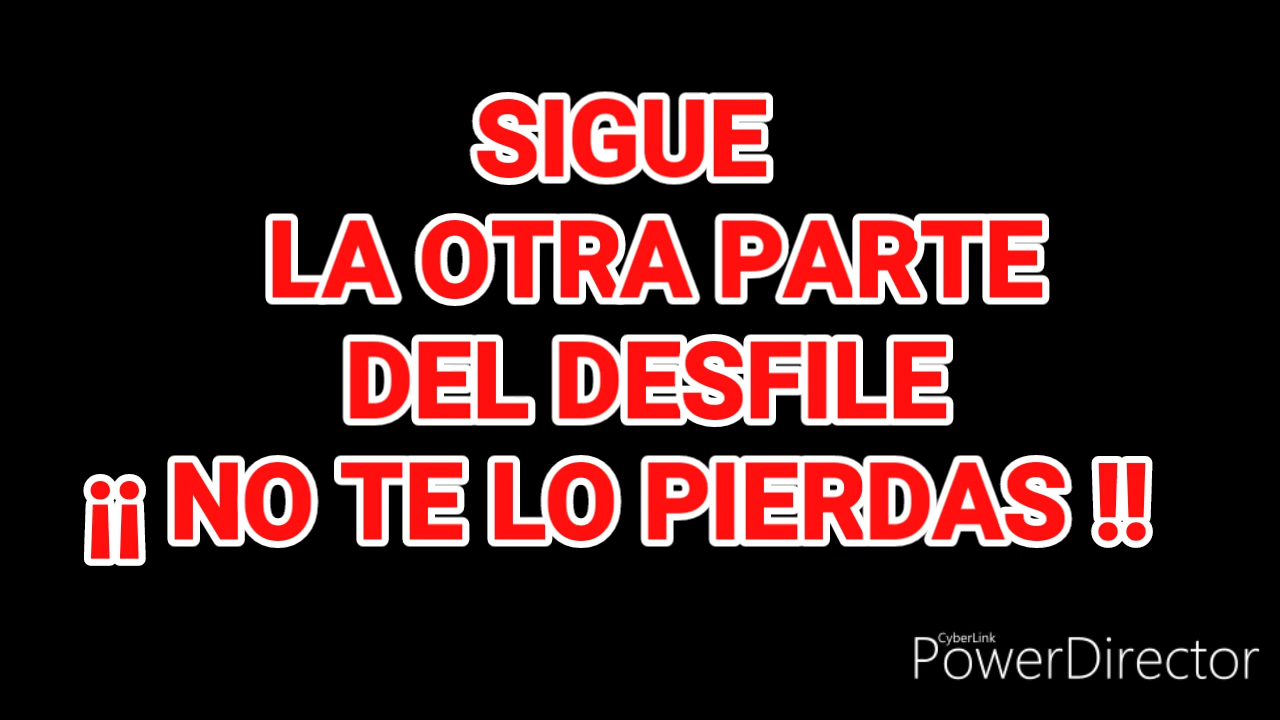 SIGUE
LA OTRA PARTE
DEL DESFILE
¡¡ NO TE LO PIERDAS !!
CyberLink
PowerDirector